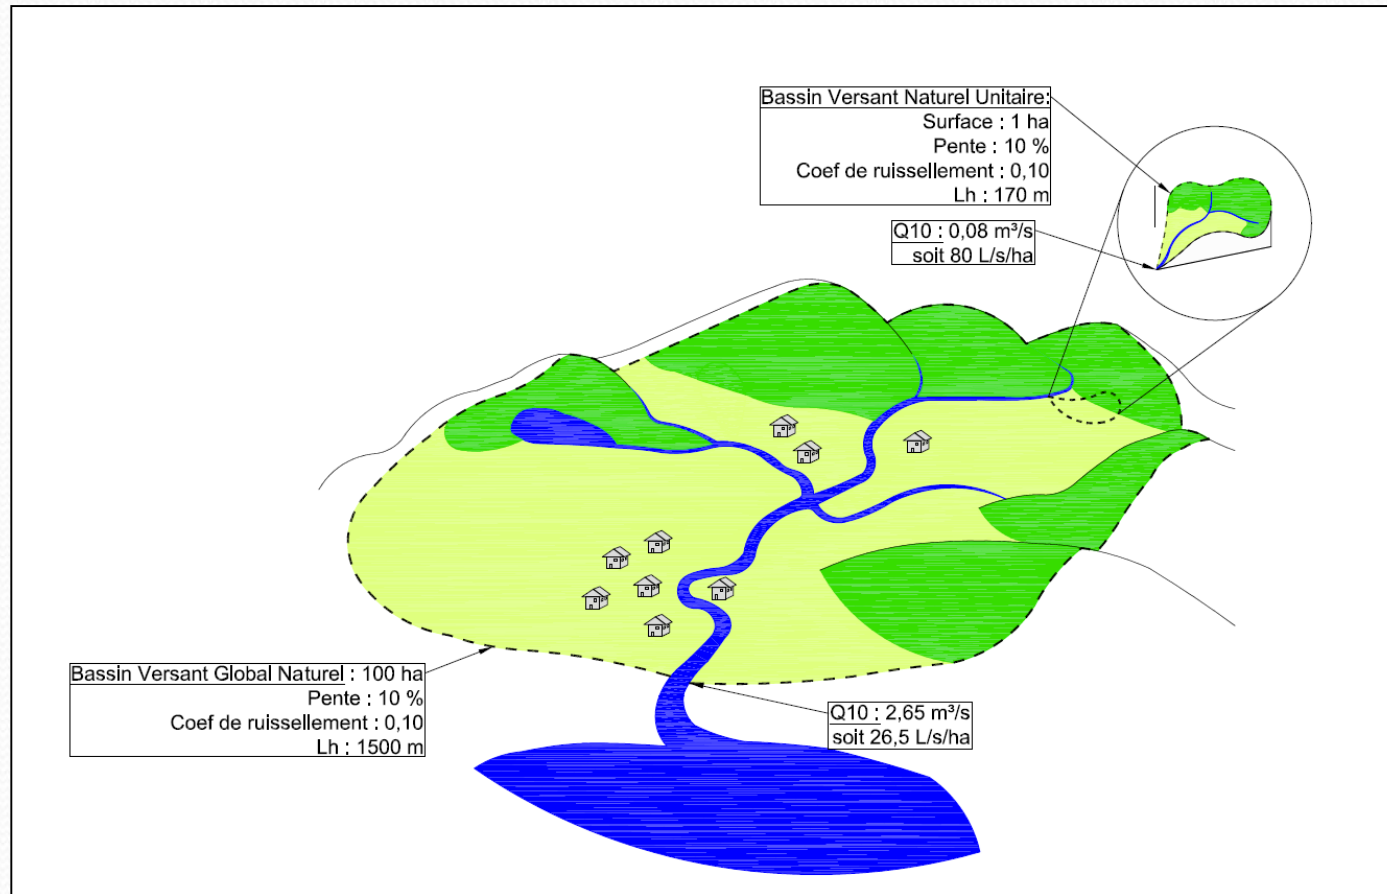 Bassin Versant Naturel Unitaire:
Surface : 1 ha
Pente : 10 %
Coef de ruissellement : 0,10
Lh : 170 m
Q10 : 0,08 m³/s
soit 80 L/s/ha
Bassin Versant Global Naturel : 100 ha
Pente : 10 %
Coef de ruissellement : 0,10
Lh : 1500 m
Q10 : 2,65 m³/s
soit 26,5 L/s/ha